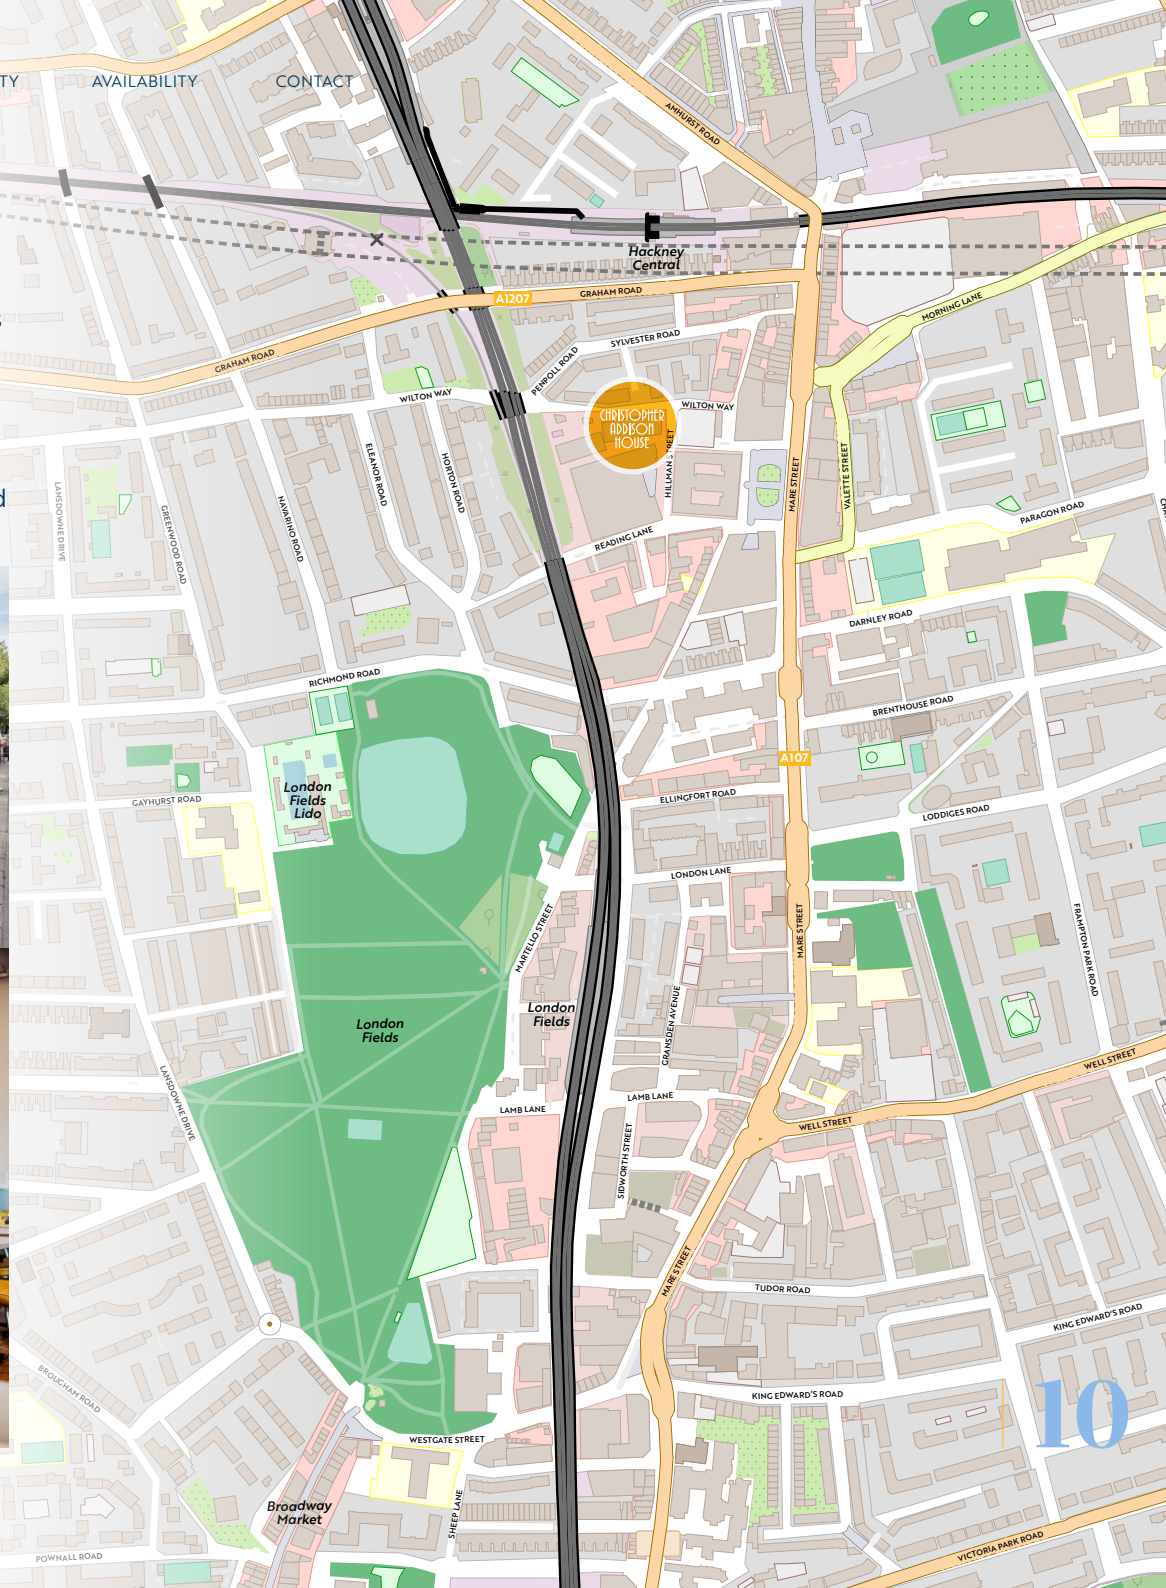 TY
AVAILABILITY
CONTACT
AMHURST ROAD
Hackney
Central
A1207
GRAHAM ROAD
MORNING LANE
SYLVESTER ROAD
GRAHAM ROAD
PENPOLL ROAD
WILTON WAY
WILTON WAY
CHRISTOPHER
ADDISON
HOUSE
HILLMAN STREET
MARE STREET
VALETTE STREET
ELEANOR ROAD
HORTON ROAD
LANSDOWNE DRIVE
GREENWOOD ROAD
NAVARINO ROAD
d
PARAGON ROAD
READING LANE
DARNLEY ROAD
RICHMOND ROAD
BRENTHOUSE ROAD
A107
London
Fields
Lido
GAYHURST ROAD
ELLINGFORT ROAD
LODDIGES ROAD
LONDON LANE
MARTELLO STREET
MARE STREET
FRAMPTON PARK ROAD
London
Fields
London
Fields
GRANSDEN AVENUE
WELL STREET
LANSDOWNE DRIVE
LAMB LANE
LAMB LANE
WELL STREET
SIDWORTH STREET
MARE STREET
TUDOR ROAD
KING EDWARD'S ROAD
BROUGHAM ROAD
KING EDWARD'S ROAD
10
WESTGATE STREET
Broadway
Market
SHEEP LANE
VICTORIA PARK ROAD
POWNALL ROAD